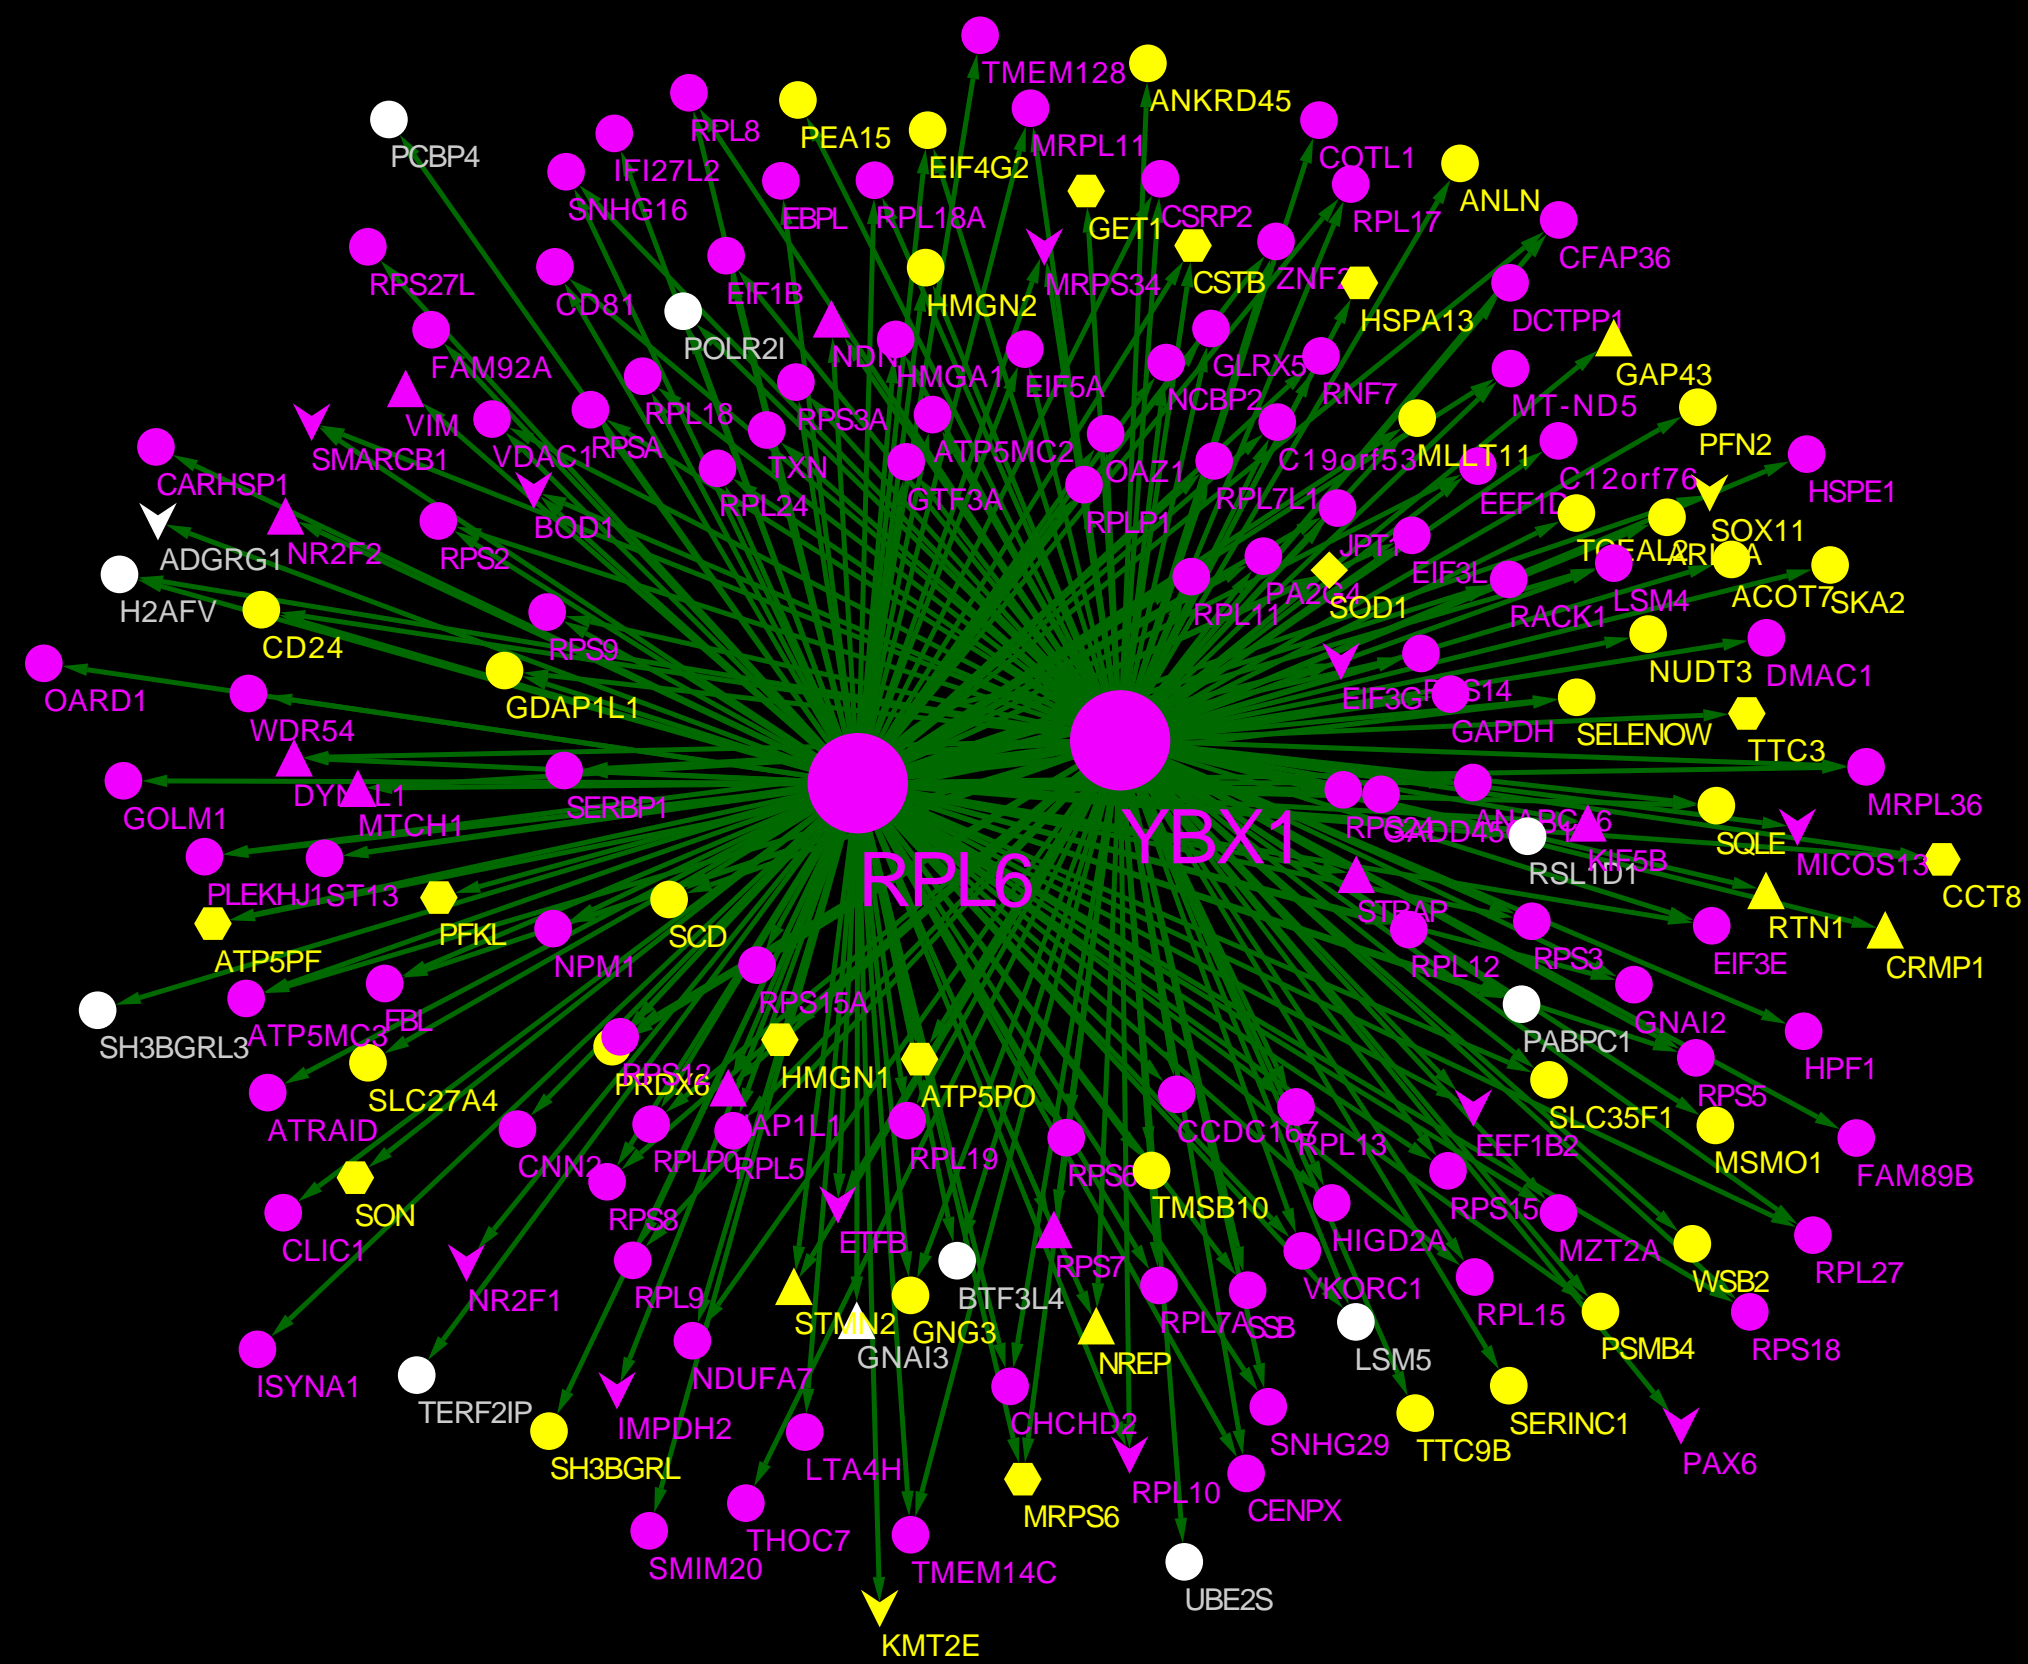 TMEM128
ANKRD45
RPL8
PEA15
MRPL11
PCBP4
IFI27L2
EIF4G2
COTL1
SNHG16
EBPL
RPL18A
GET1
CSRP2
RPL17
ANLN
RPS27L
CD81
EIF1B
HMGN2
MRPS34
CSTB
CFAP36
HSPA13
DCTPP1
FAM92A
POLR2I
NDN
HMGA1
EIF5A
GLRX5
RNF7
GAP43
VIM
RPL18
RPS3A
NCBP2
MT-ND5
SMARCB1
VDAC1
RPSA
TXN
ATP5MC2
OAZ1
C19orf53
MLLT11
PFN2
CARHSP1
RPL24
GTF3A
RPLP1
RPL7L1
EEF1D
C12orf76
HSPE1
ADGRG1
NR2F2
RPS2
BOD1
JPT1
EIF3L
SOX11
H2AFV
CD24
RPS9
RPL11
PA2G4
SOD1
RACK1
LSM4
ACOT7
SKA2
OARD1
WDR54
GDAP1L1
EIF3G
GAPDH
NUDT3
DMAC1
SELENOW
TTC3
GOLM1
MTCH1
SERBP1
YBX1
RPL6
RPS24
SQLE
MICOS13
MRPL36
PLEKHJ1
ST13
RSL1D1
KIF5B
CCT8
ATP5PF
PFKL
SCD
STRAP
RTN1
CRMP1
NPM1
RPL12
RPS3
EIF3E
SH3BGRL3
ATP5MC3
FBL
RPS15A
PABPC1
GNAI2
HPF1
SLC27A4
RPS12
PRDX6
HMGN1
ATP5PO
SLC35F1
RPS5
ATRAID
CNN2
RPLP0
RPL5
RPL19
RPS6
CCDC167
RPL13
EEF1B2
MSMO1
FAM89B
SON
RPS8
ETFB
TMSB10
RPS15
CLIC1
NR2F1
RPL9
BTF3L4
RPS7
VKORC1
HIGD2A
MZT2A
WSB2
RPL27
ISYNA1
STMN2
GNAI3
GNG3
NREP
RPL7A
SSB
LSM5
RPL15
PSMB4
RPS18
TERF2IP
NDUFA7
SH3BGRL
IMPDH2
LTA4H
CHCHD2
SNHG29
TTC9B
SERINC1
PAX6
SMIM20
THOC7
TMEM14C
MRPS6
RPL10
CENPX
UBE2S
KMT2E